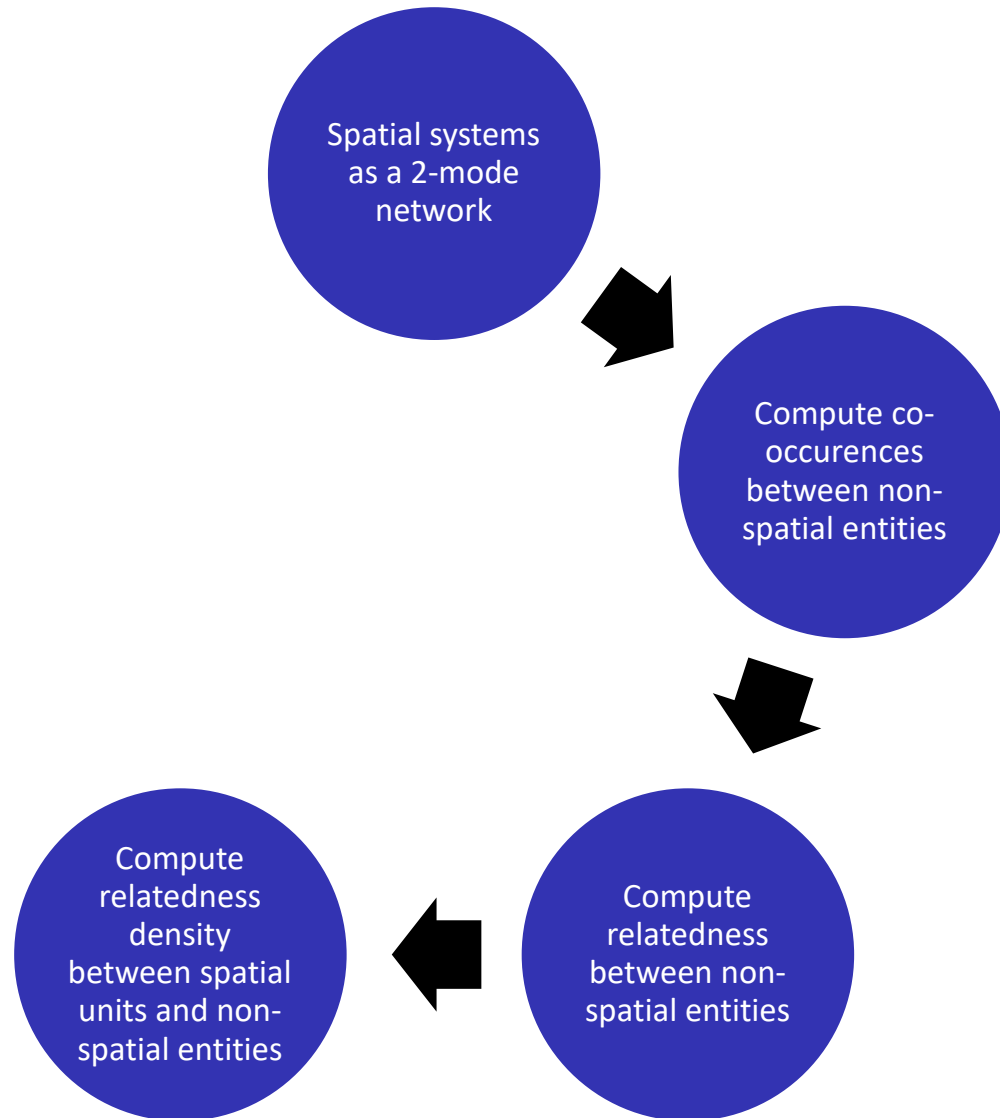 Spatial systems
as a 2-mode
network
Compute co-
occurences
between non-
spatial entities
Compute
relatedness
between non-
spatial entities
Compute
relatedness
density
between spatial
units and non-
spatial entities